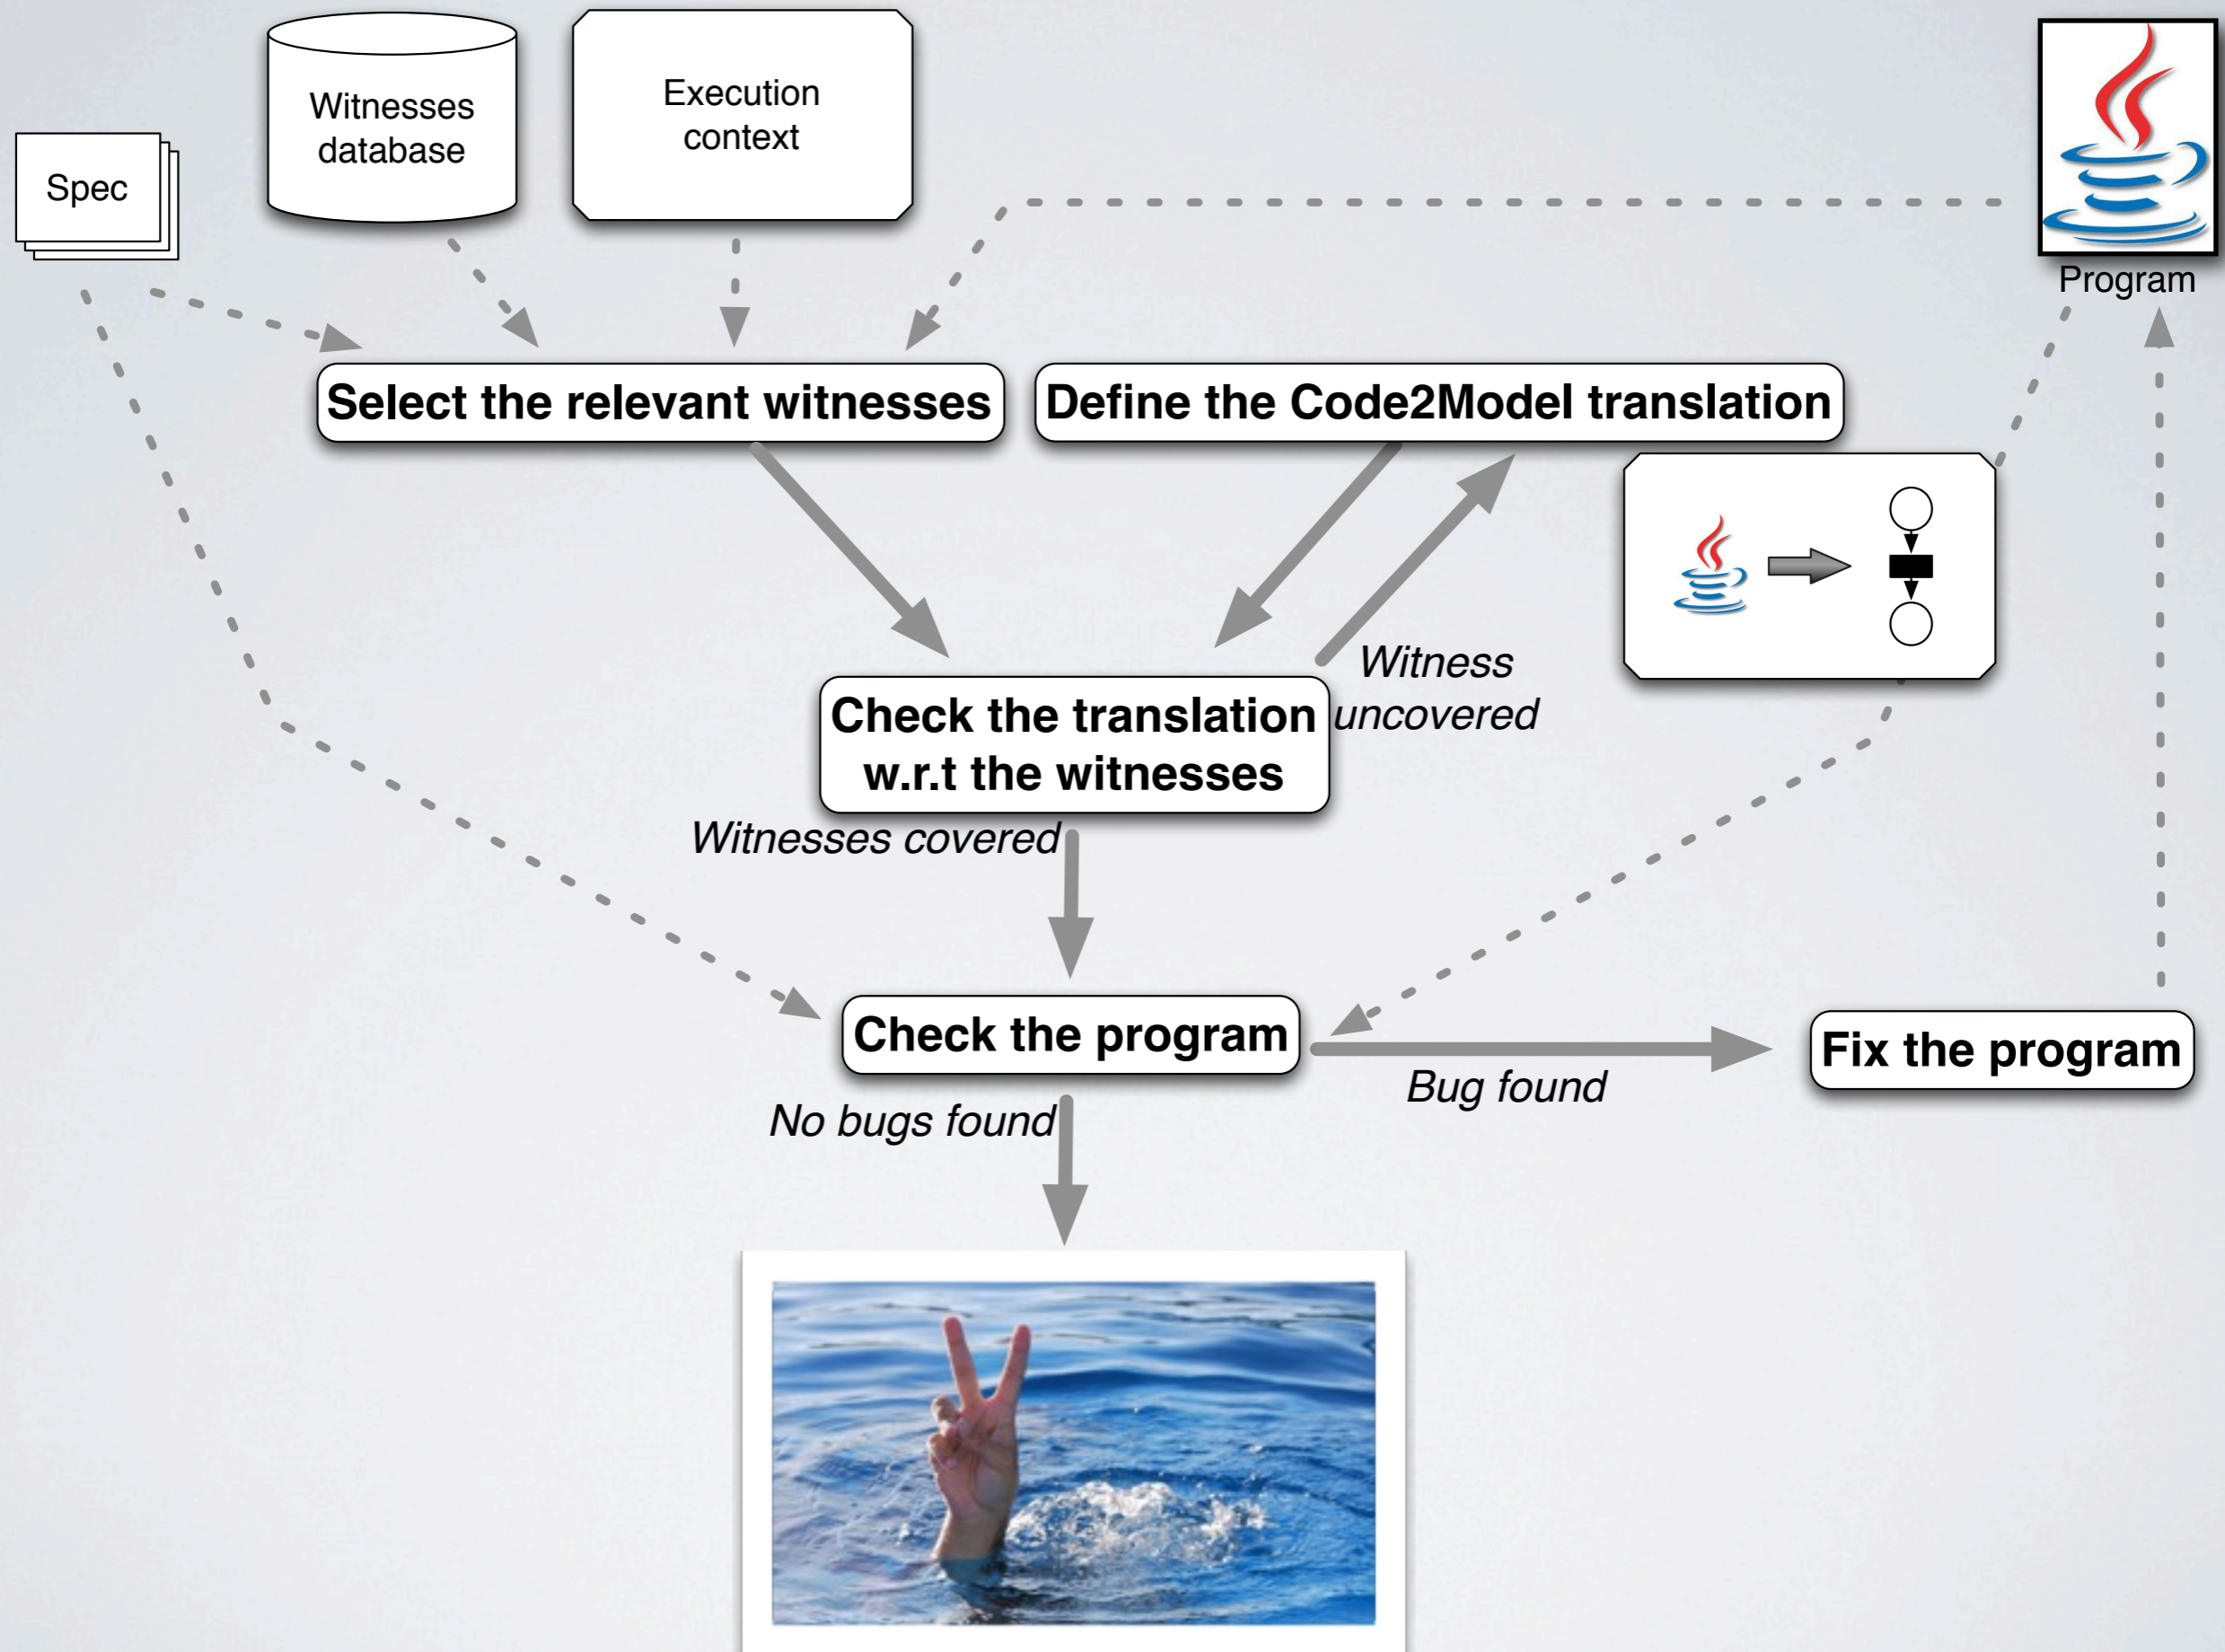 Witnesses
database
Execution
context
Spec
Program
Select the relevant witnesses
Define the Code2Model translation
Witness
uncovered
Check the translation
w.r.t the witnesses
Witnesses covered
Check the program
Bug found
Fix the program
No bugs found